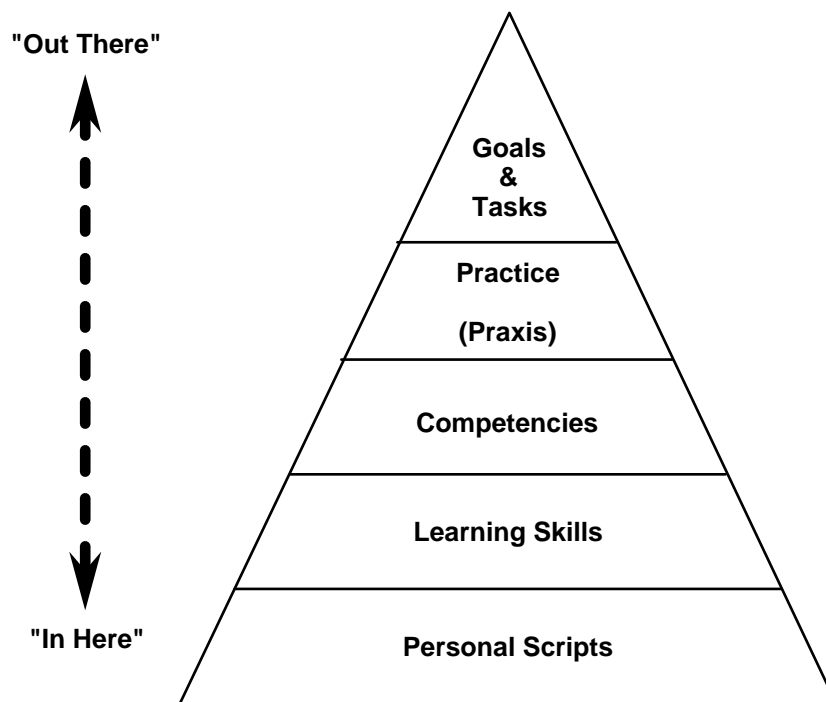 "Out There"
Goals
&
Tasks
Practice
(Praxis)
Competencies
Learning Skills
"In Here"
Personal Scripts